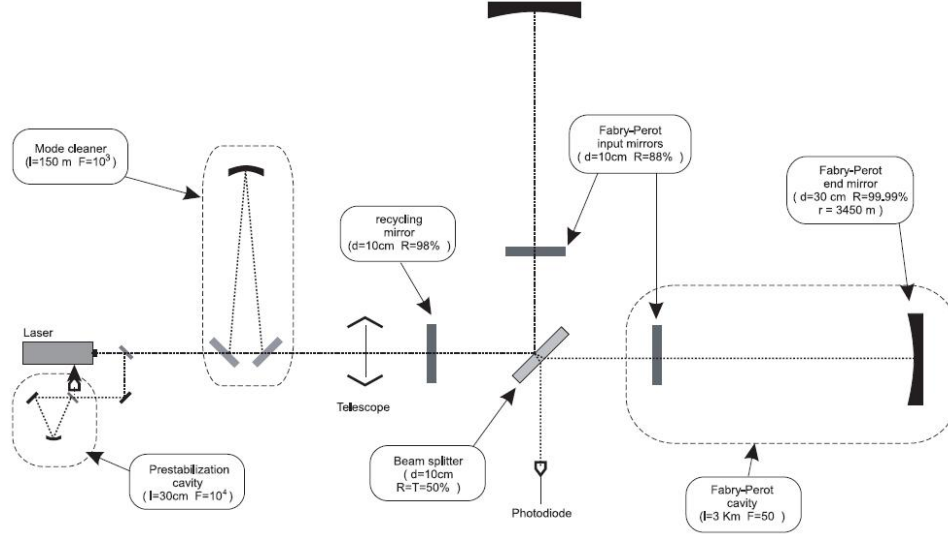 Mode cleaner
(l=150 m F=10³)
Fabry-Perot
input mirrors
( d=10cm R=88% )
Fabry-Perot
end mirror
( d=30 cm R=99.99%
r = 3450 m )
recycling
mirror
(d=10cm R=98% )
Laser
Telescope
Prestabilization
cavity
( l=30cm F=10⁴)
Beam splitter
( d=10cm
R=T=50% )
Photodiode
Fabry-Perot
cavity
(l=3 Km F=50 )